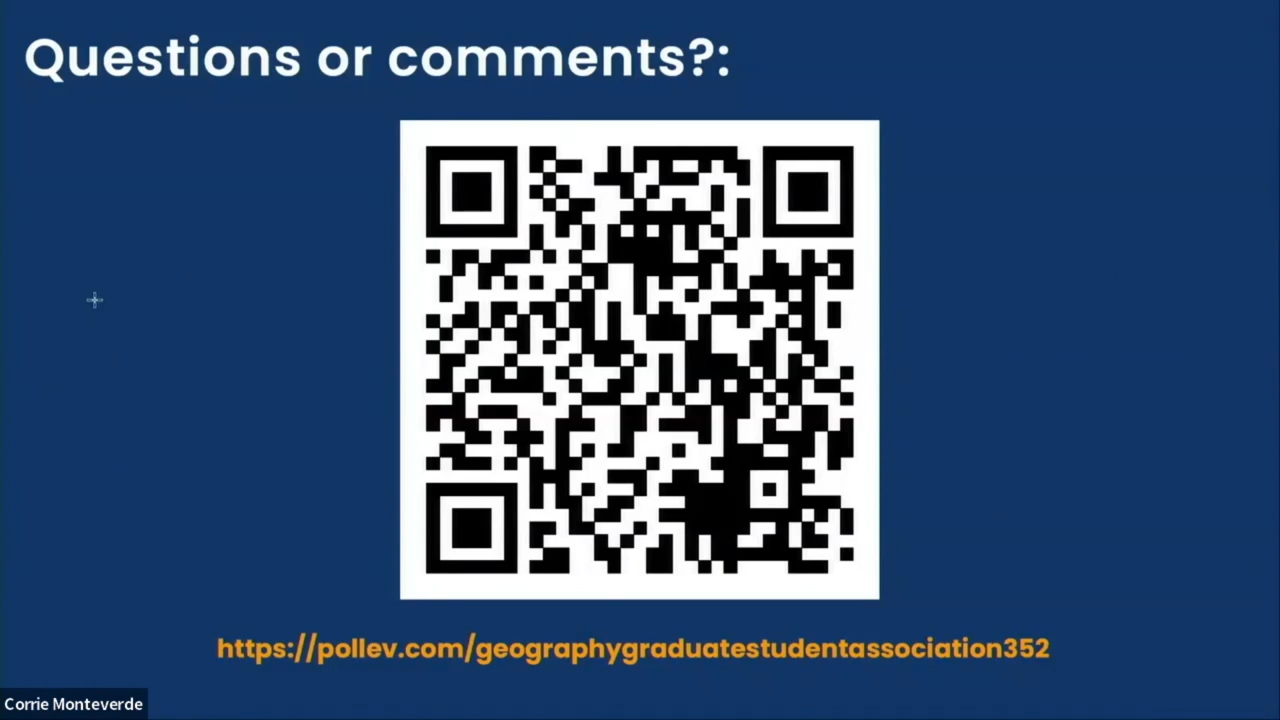 Questions or comments?:
https://pollev.com/geographygraduatestudentassociation352
Corrie Monteverde